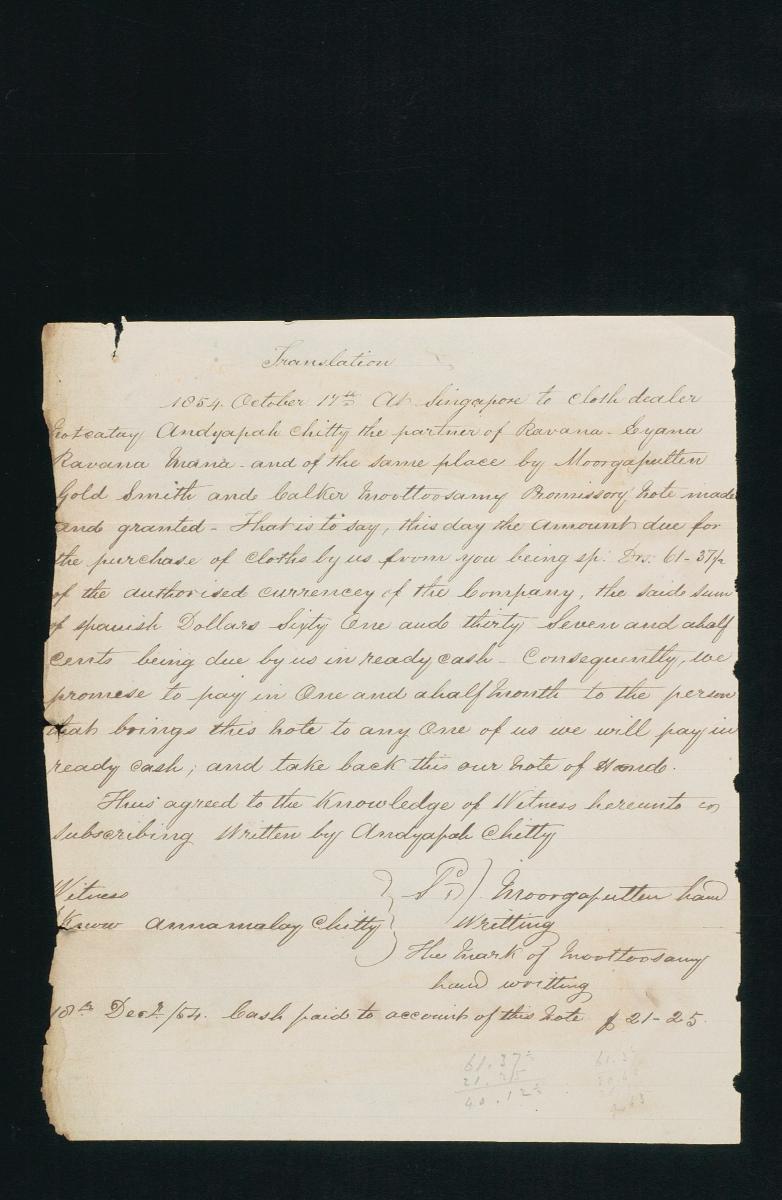 Translation
1854. October 17th At Singapore to cloth dealer
Andyapah Chitty the partner of Ravana - Eyana
Ravana Mana - and of the same place by Moorgaputten
Gold Smith and Calker Moottoosamy Promissory Note made
and granted - That is to say, this day the amount due for
the purchase of cloths by us from you being sp: Drs: 61-37½
of the authorised currencey of the Company, the said sum
of spanish Dollars Sixty One and thirty Seven and ahalf
Cents being due by us in ready cash - Consequently, we
promise to pay in One and ahalf Month to the person
that brings this Note to any One of us we will pay in
ready cash; and take back this our Note of Hand.
Thus agreed to the Knowledge of Witness hereunto
Subscribing Written by Andyapah Chitty
Witness
Know annamalay Chitty
Moorgaputten hand
Writting
The Mark of Moottoosamy
hand writting
18th Decr /54. Cash paid to account of this Note $ 21-25.
61.37½
21.25
40.12½